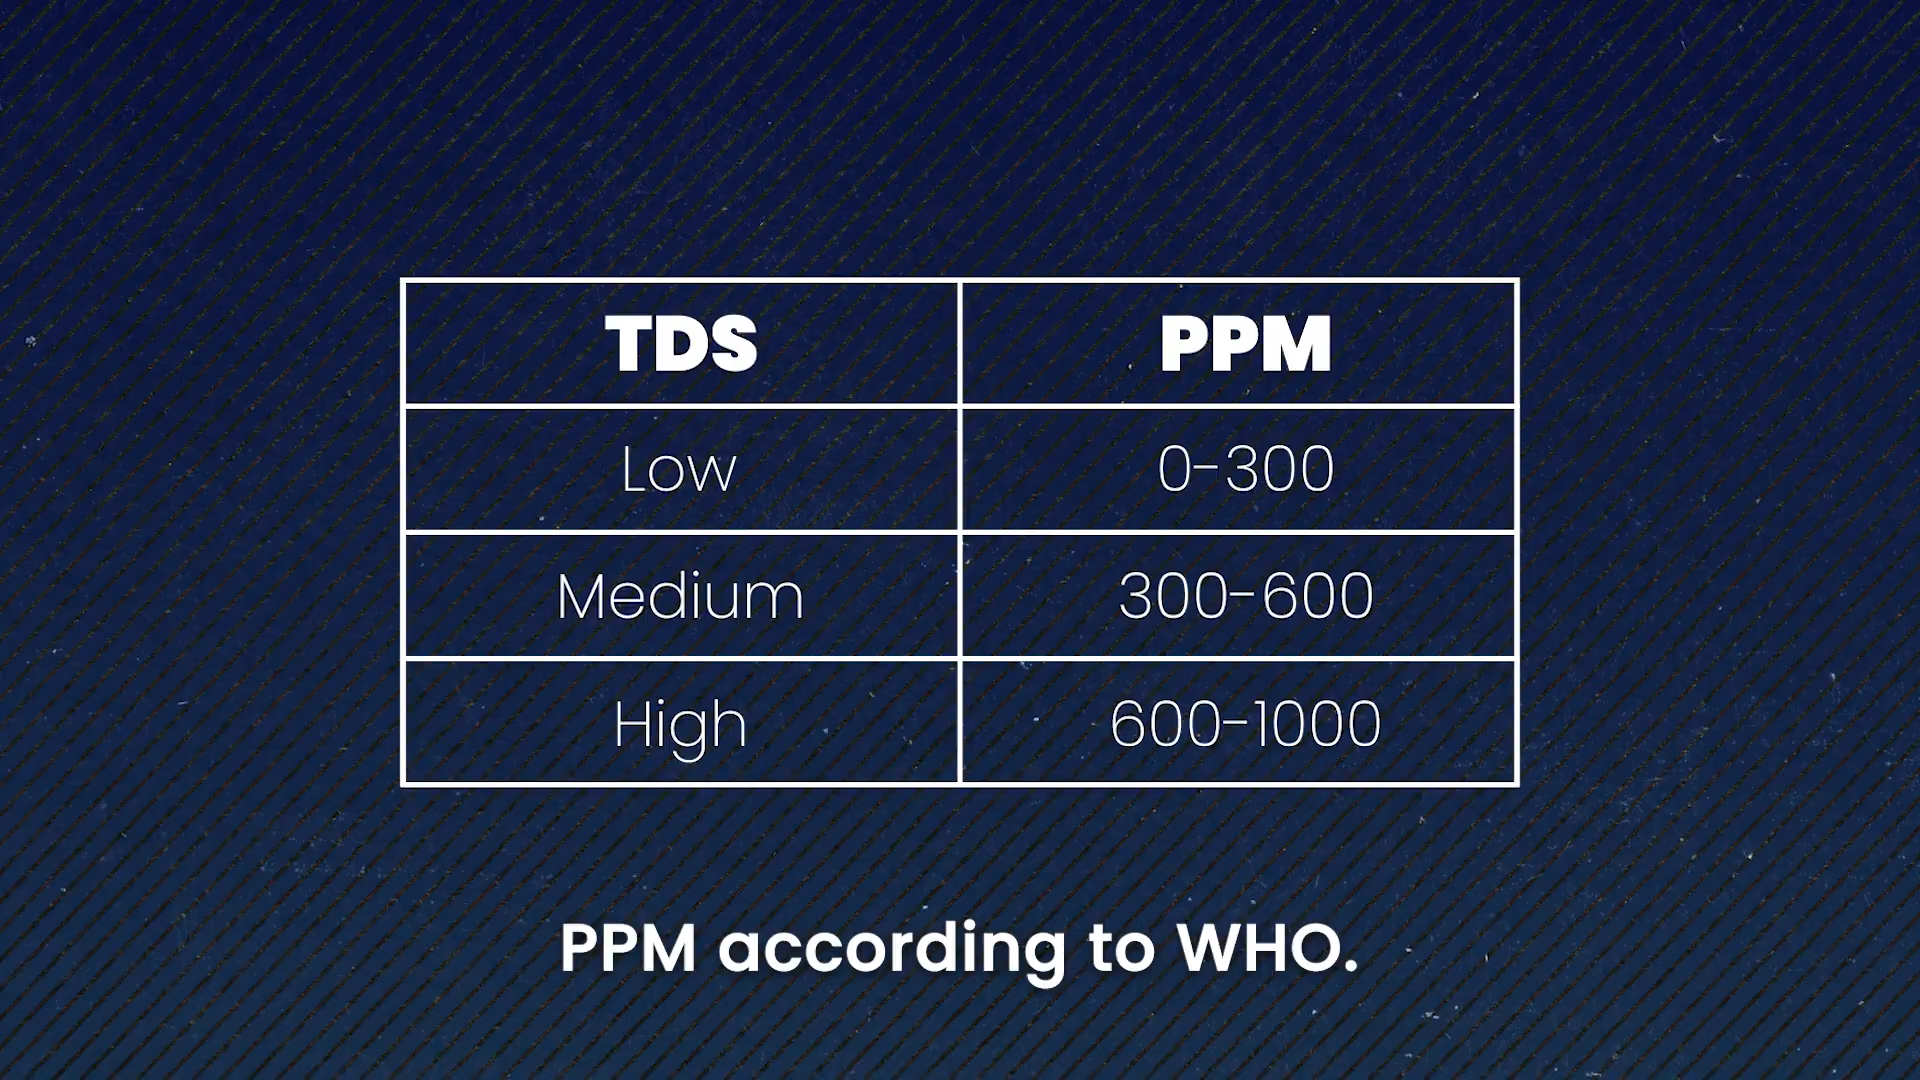 TDS PPM
Low 0-300
Medium 300-600
High 600-1000
PPM according to WHO.